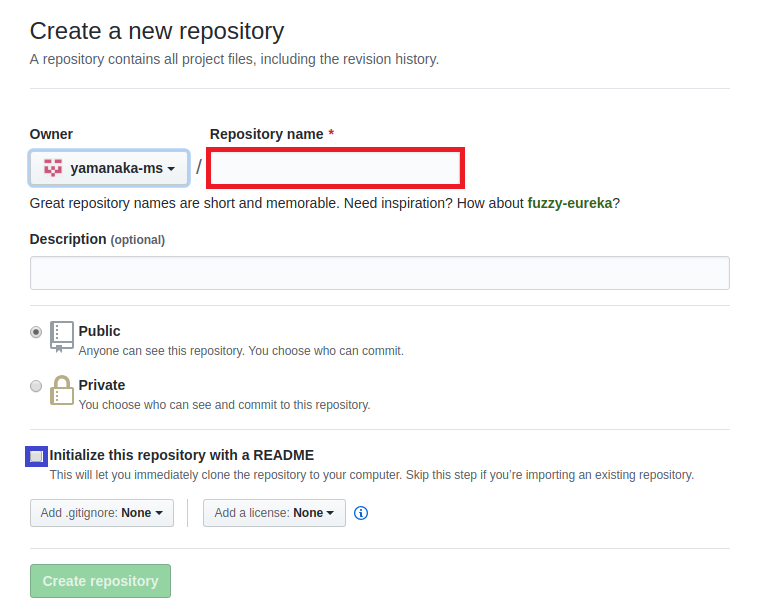 Create a new repository
A repository contains all project files, including the revision history.
Owner
Repository name *
yamanaka-ms /
Great repository names are short and memorable. Need inspiration? How about fuzzy-eureka?
Description (optional)
Public
Anyone can see this repository. You choose who can commit.
Private
You choose who can see and commit to this repository.
Initialize this repository with a README
This will let you immediately clone the repository to your computer. Skip this step if you’re importing an existing repository.
Add .gitignore: None
Add a license: None
Create repository